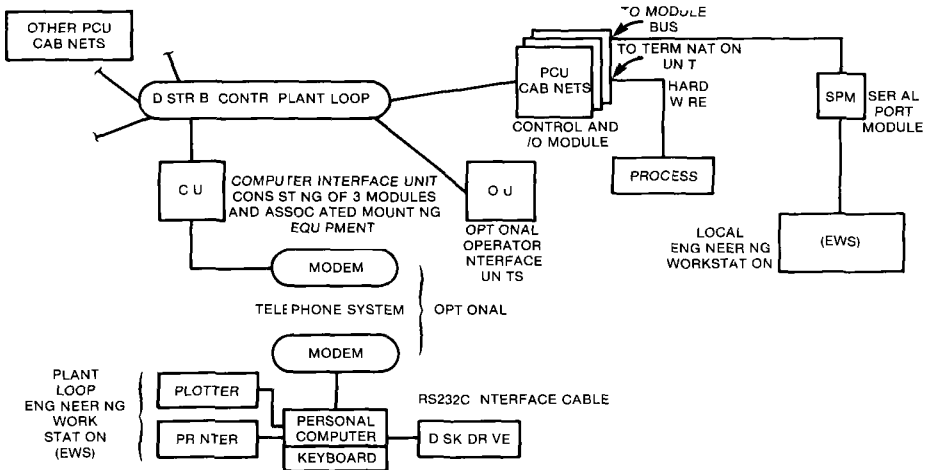 OTHER PCU
CAB NETS
TO MODULE
BUS
TO TERM NAT ON
UN T
HARD
W RE
PCU
CAB NETS
D STR B CONTR PLANT LOOP
SPM
SER AL
PORT
MODULE
CONTROL AND
I/O MODULE
PROCESS
C U
COMPUTER INTERFACE UNIT
CONS ST NG OF 3 MODULES
AND ASSOC ATED MOUNT NG
EQU PMENT
O U
OPT ONAL
OPERATOR
NTERFACE
UN TS
LOCAL
ENG NEER NG
WORKSTAT ON
(EWS)
MODEM
TELEPHONE SYSTEM
OPT ONAL
MODEM
PLANT
LOOP
ENG NEER NG
WORK
STAT ON
(EWS)
PLOTTER
PR NTER
RS232C NTERFACE CABLE
PERSONAL
COMPUTER
KEYBOARD
D SK DR VE